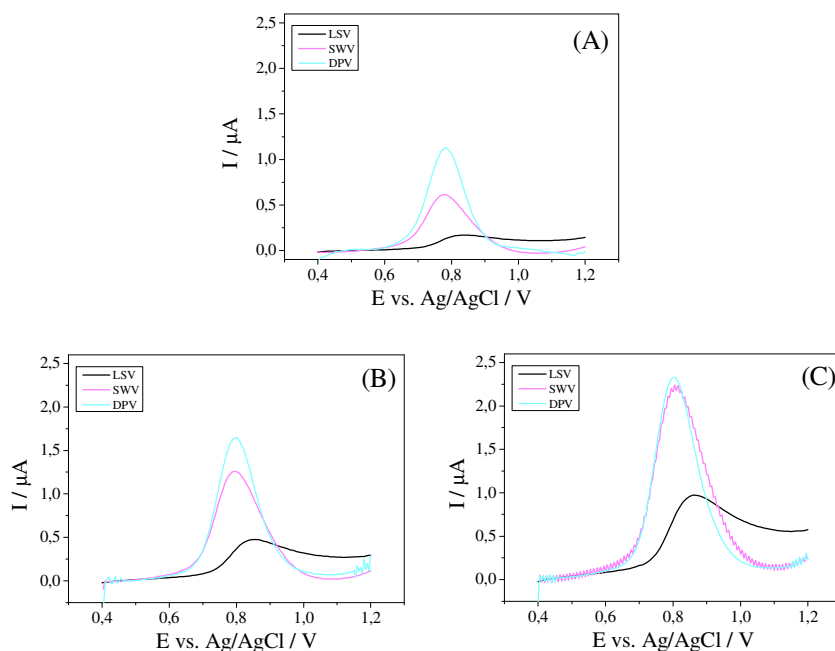 (A)
LSV
SWV
DPV
2,5
2,0
1,5
1,0
0,5
0,0
I / µA
0,4 0,6 0,8 1,0 1,2
E vs. Ag/AgCl / V
(B)
LSV
SWV
DPV
2,5
2,0
1,5
1,0
0,5
0,0
I / µA
0,4 0,6 0,8 1,0 1,2
E vs. Ag/AgCl / V
(C)
LSV
SWV
DPV
2,5
2,0
1,5
1,0
0,5
0,0
I / µA
0,4 0,6 0,8 1,0 1,2
E vs. Ag/AgCl / V